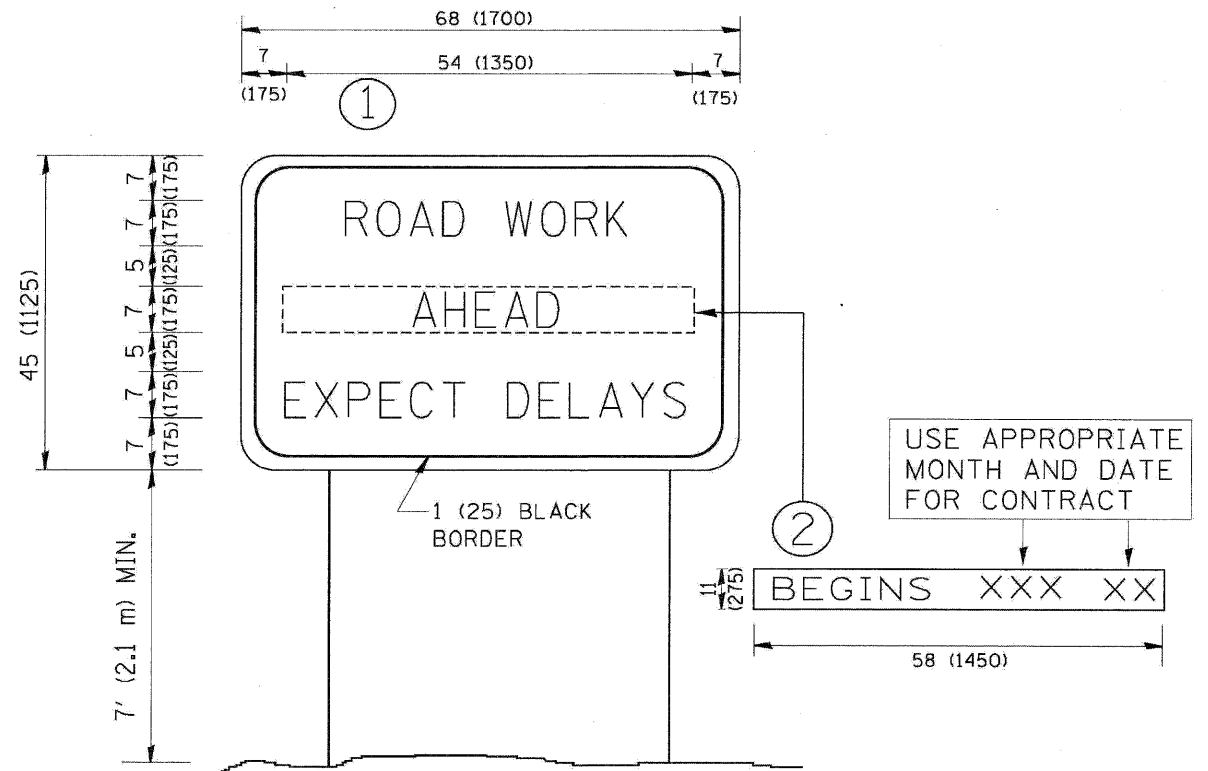 68 (1700)
7
54 (1350)
7
(175)
(175)
1
45 (1125)
7 (175)
7 (175)
5 (125)
7 (175)
5 (125)
7 (175)
7 (175)
ROAD WORK
AHEAD
EXPECT DELAYS
1 (25) BLACK
BORDER
7' (2.1 m) MIN.
USE APPROPRIATE
MONTH AND DATE
FOR CONTRACT
2
11
(275)
BEGINS XXX XX
58 (1450)